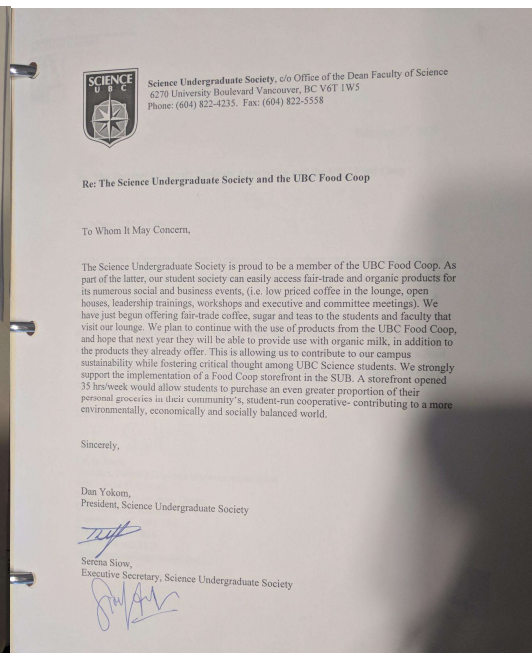 SCIENCE
U B C
Science Undergraduate Society, c/o Office of the Dean Faculty of Science
6270 University Boulevard Vancouver, BC V6T 1W5
Phone: (604) 822-4235. Fax: (604) 822-5558
Re: The Science Undergraduate Society and the UBC Food Coop
To Whom It May Concern,
The Science Undergraduate Society is proud to be a member of the UBC Food Coop. As
part of the latter, our student society can easily access fair-trade and organic products for
its numerous social and business events, (i.e. low priced coffee in the lounge, open
houses, leadership trainings, workshops and executive and committee meetings). We
have just begun offering fair-trade coffee, sugar and teas to the students and faculty that
visit our lounge. We plan to continue with the use of products from the UBC Food Coop,
and hope that next year they will be able to provide use with organic milk, in addition to
the products they already offer. This is allowing us to contribute to our campus
sustainability while fostering critical thought among UBC Science students. We strongly
support the implementation of a Food Coop storefront in the SUB. A storefront opened
35 hrs/week would allow students to purchase an even greater proportion of their
personal groceries in their community's, student-run cooperative- contributing to a more
environmentally, economically and socially balanced world.
Sincerely,
Dan Yokom,
President, Science Undergraduate Society
Serena Siow,
Executive Secretary, Science Undergraduate Society